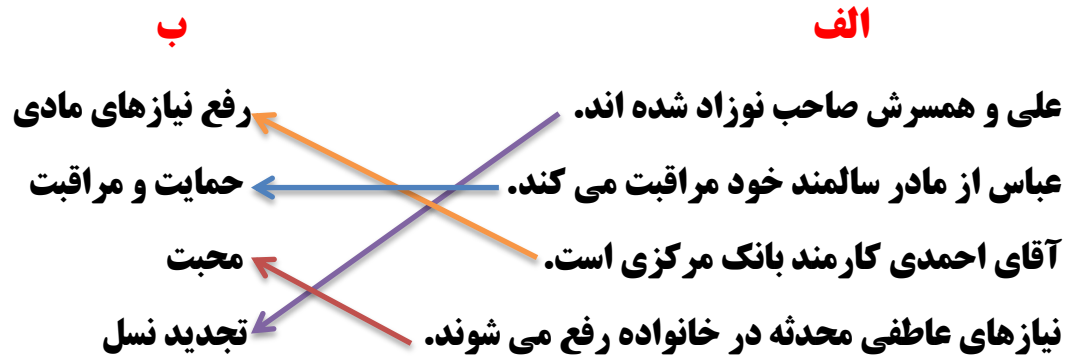 الف ب
علی و همسرش صاحب نوزاد شده اند. رفع نیازهای مادی
عباس از مادر سالمند خود مراقبت می کند. حمایت و مراقبت
آقای احمدی کارمند بانک مرکزی است. محبت
نیازهای عاطفی محدثه در خانواده رفع می شوند. تجدید نسل